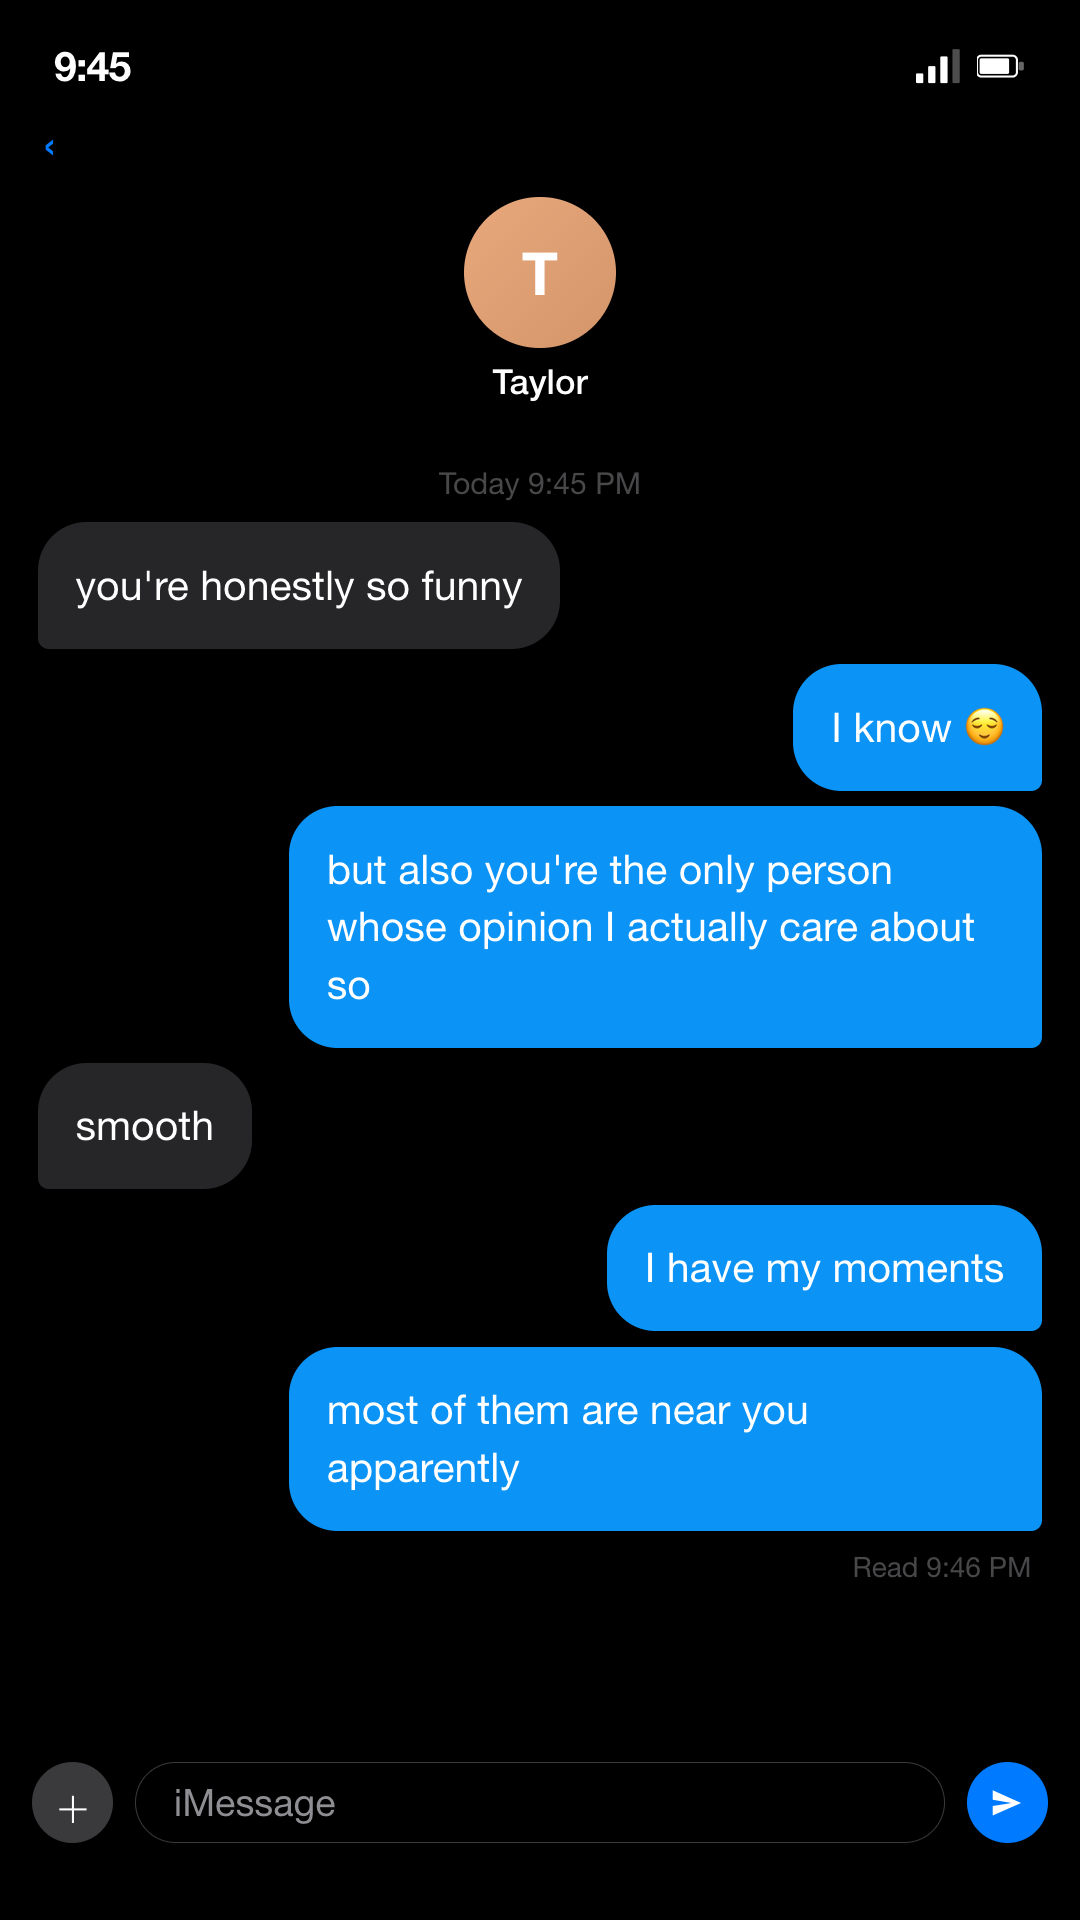 9:45
T
Taylor
Today 9:45 PM
you're honestly so funny
I know 😌
but also you're the only person
whose opinion I actually care about
so
smooth
I have my moments
most of them are near you
apparently
Read 9:46 PM
iMessage